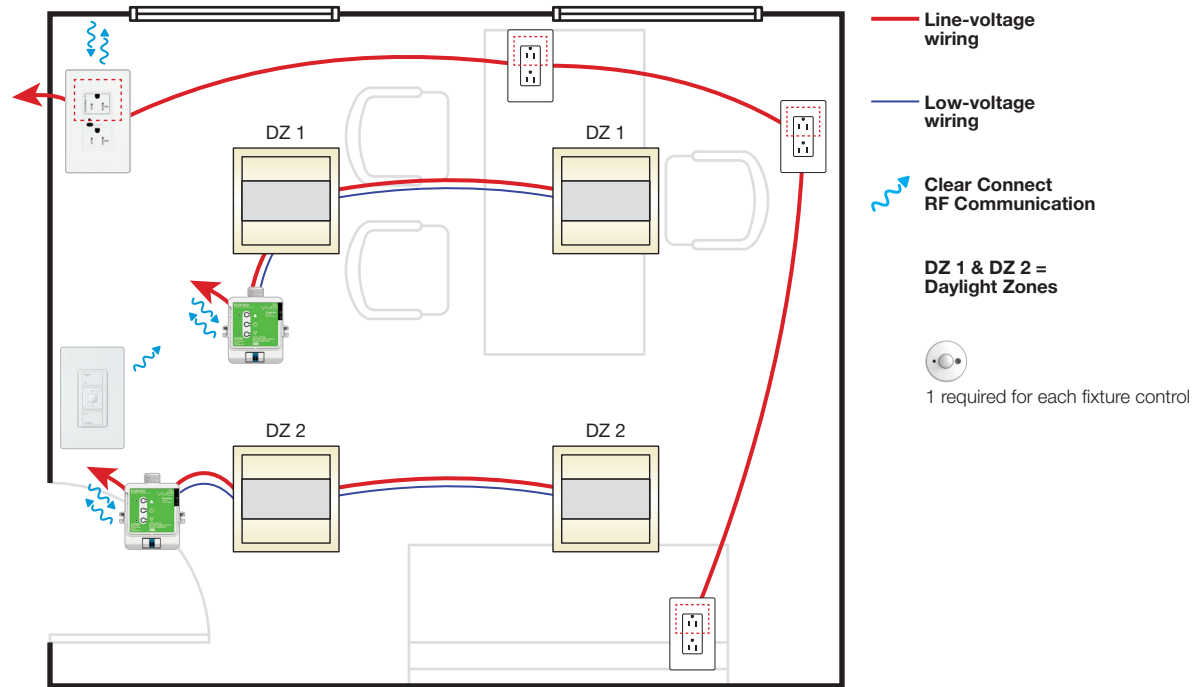 Line-voltage
wiring
Low-voltage
wiring
Clear Connect
RF Communication
DZ 1 & DZ 2 =
Daylight Zones
1 required for each fixture control
DZ 1
DZ 1
DZ 2
DZ 2